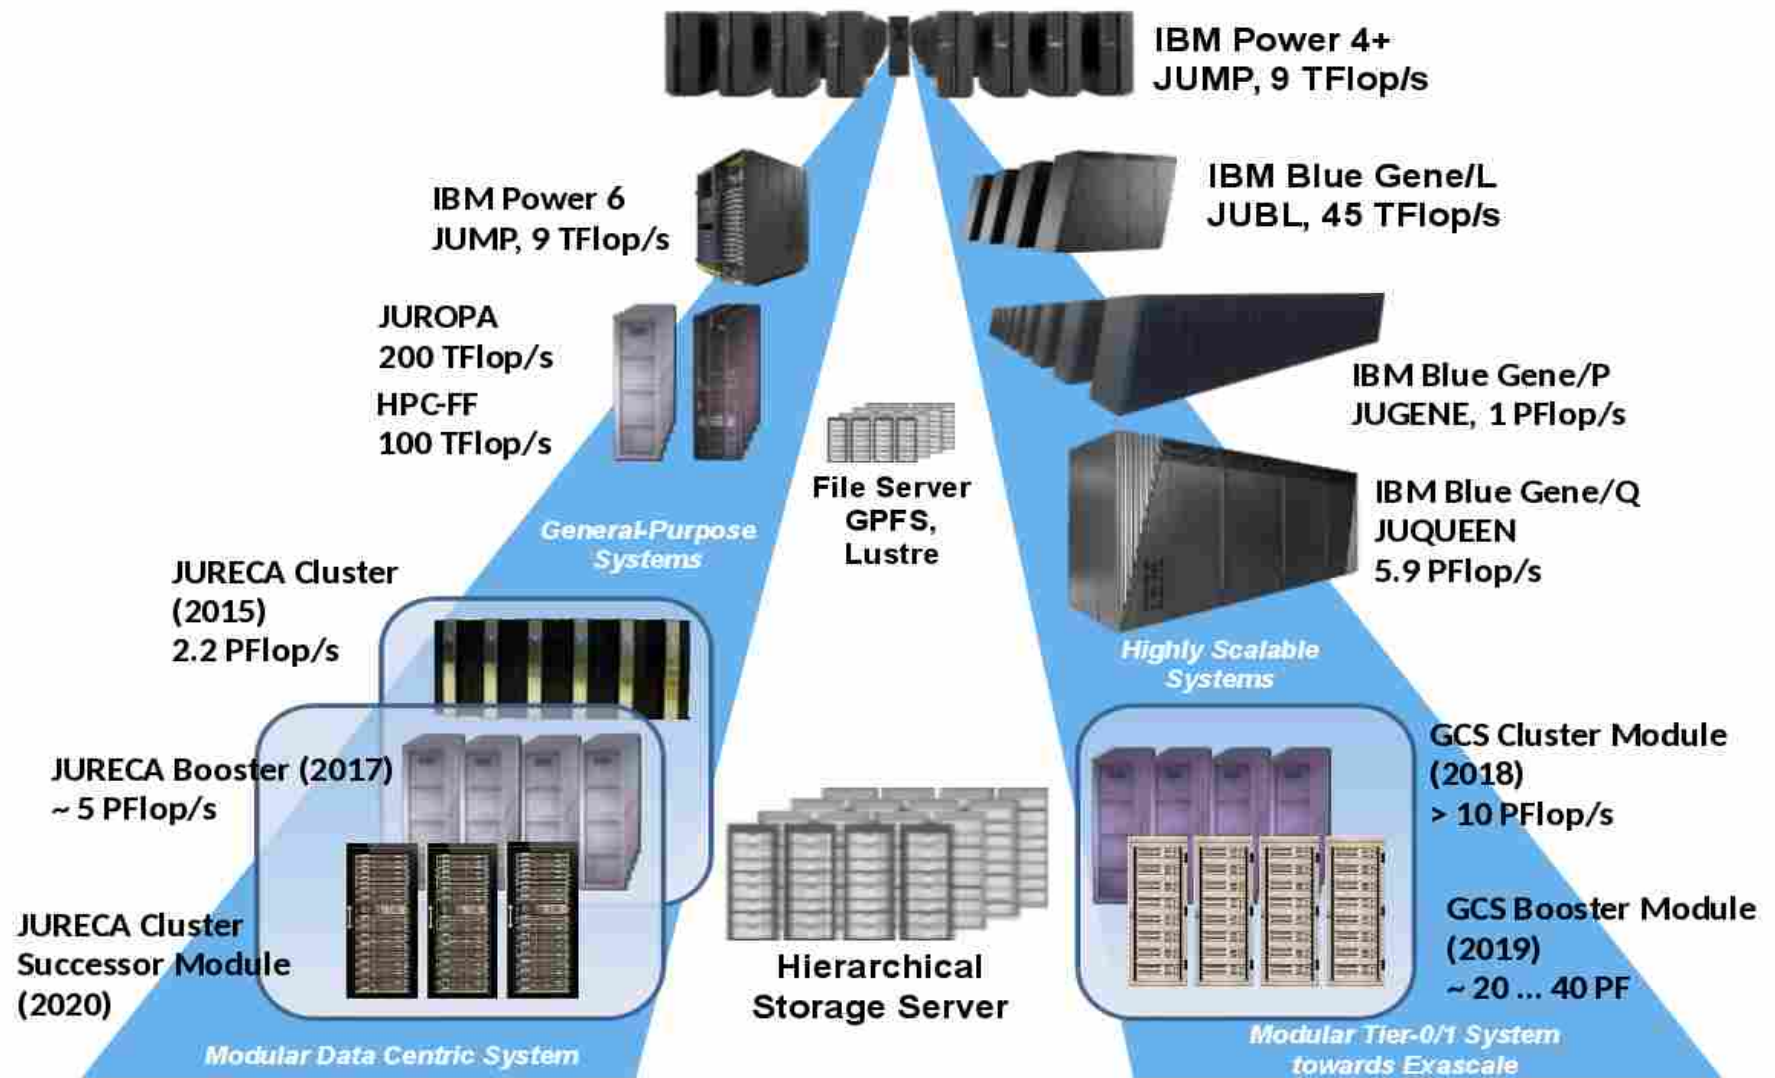 IBM Power 4+
JUMP, 9 TFlop/s
IBM Power 6
JUMP, 9 TFlop/s
IBM Blue Gene/L
JUBL, 45 TFlop/s
JUROPA
200 TFlop/s
HPC-FF
100 TFlop/s
IBM Blue Gene/P
JUGENE, 1 PFlop/s
File Server
GPFS,
Lustre
IBM Blue Gene/Q
JUQUEEN
5.9 PFlop/s
General-Purpose
Systems
JURECA Cluster
(2015)
2.2 PFlop/s
Highly Scalable
Systems
JURECA Booster (2017)
~ 5 PFlop/s
GCS Cluster Module
(2018)
> 10 PFlop/s
JURECA Cluster
Successor Module
(2020)
Hierarchical
Storage Server
GCS Booster Module
(2019)
~ 20 ... 40 PF
Modular Data Centric System
Modular Tier-0/1 System
towards Exascale